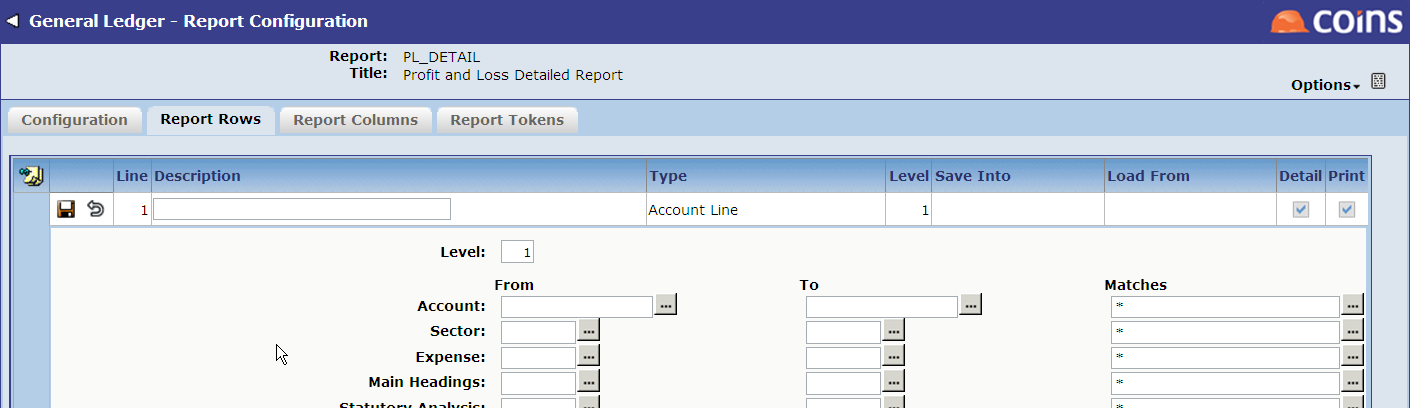 General Ledger - Report Configuration
coins
Report: PL_DETAIL
Title: Profit and Loss Detailed Report
Options
Configuration Report Rows Report Columns Report Tokens
Line Description Type Level Save Into Load From Detail Print
1 Account Line 1
Level: 1
From To Matches
Account: ... ... * ...
Sector: ... ... * ...
Expense: ... ... * ...
Main Headings: ... ... * ...
Statutory Analysis: ... ... * ...